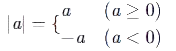 |a| = { a (a ≥ 0)
−a (a < 0)